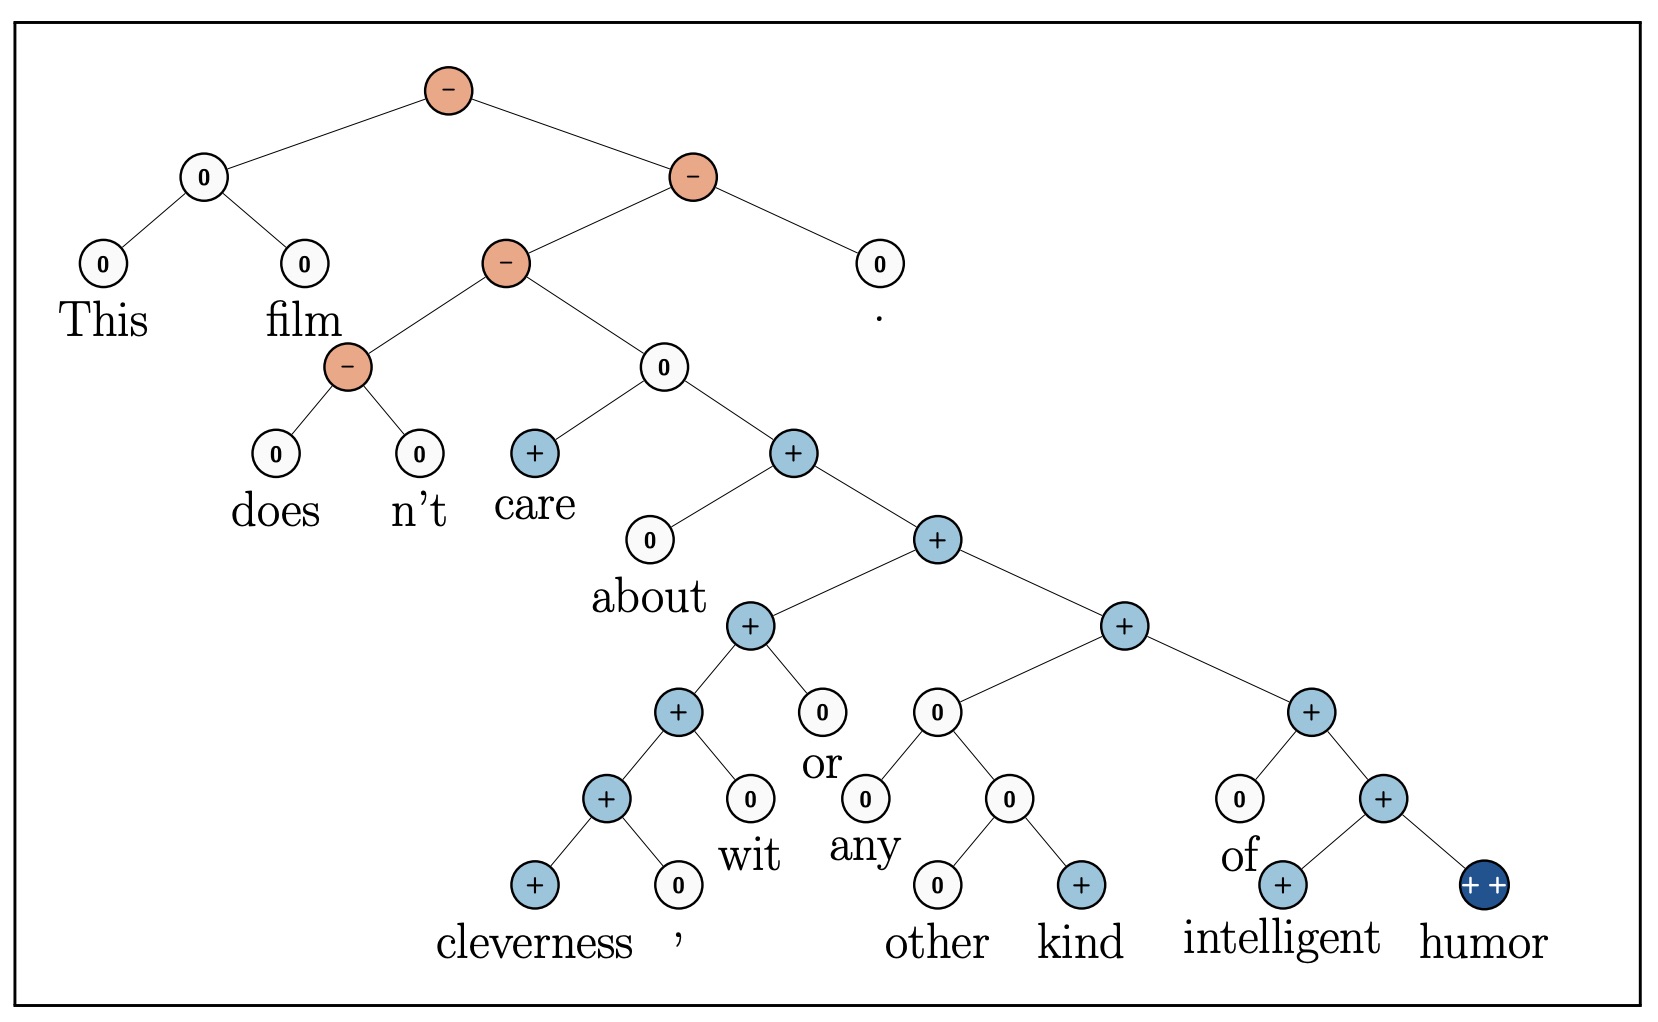 −
0 −
0 0 − 0
This film .
− 0
0 0 + +
does n't care
0 +
about
+ +
+ 0 0 +
or
+ 0 0 0 0 +
wit any of
+ 0 0 + + ++
cleverness , other kind intelligent humor